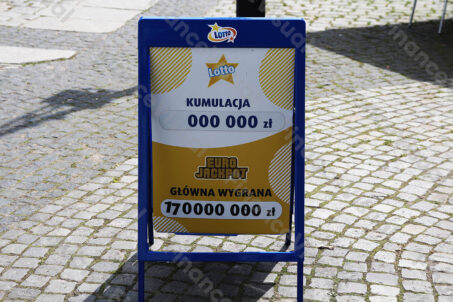 LOTTO
Lotto
KUMULACJA
000 000 zł
EURO
JACKPOT
GŁÓWNA WYGRANA
170000 000 zł